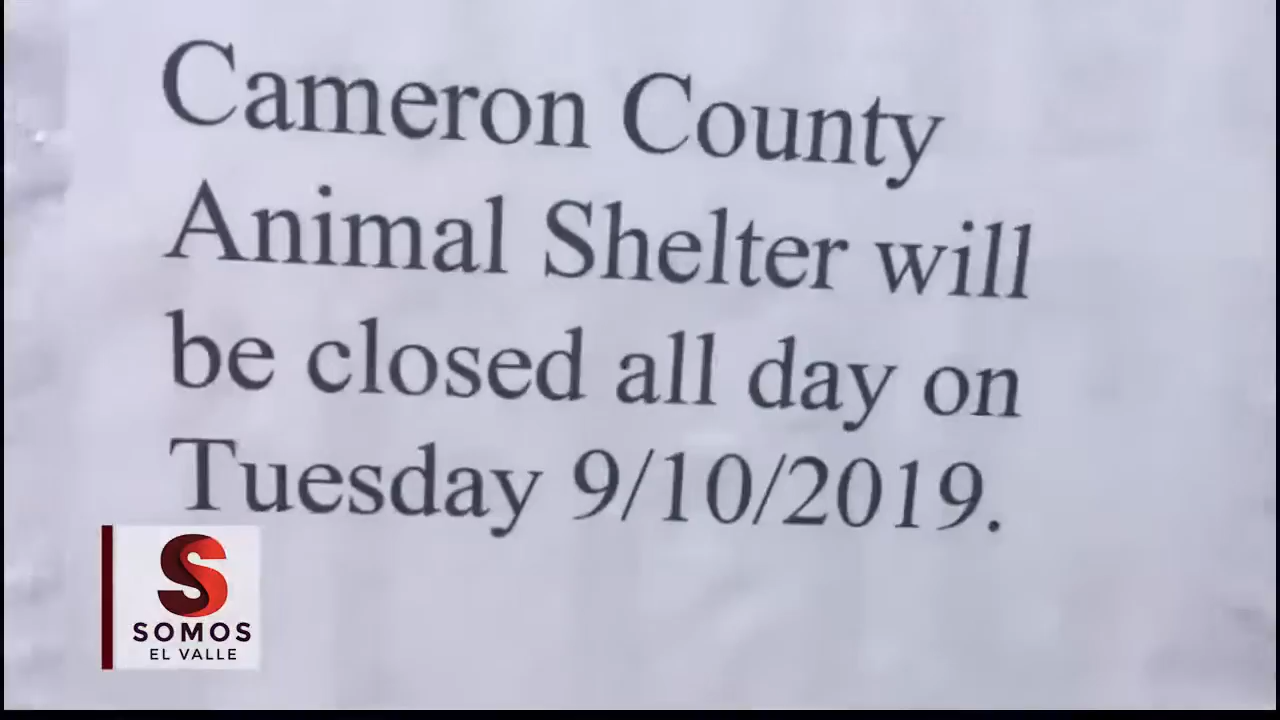 Cameron County
Animal Shelter will
be closed all day on
Tuesday 9/10/2019.
S
SOMOS
EL VALLE